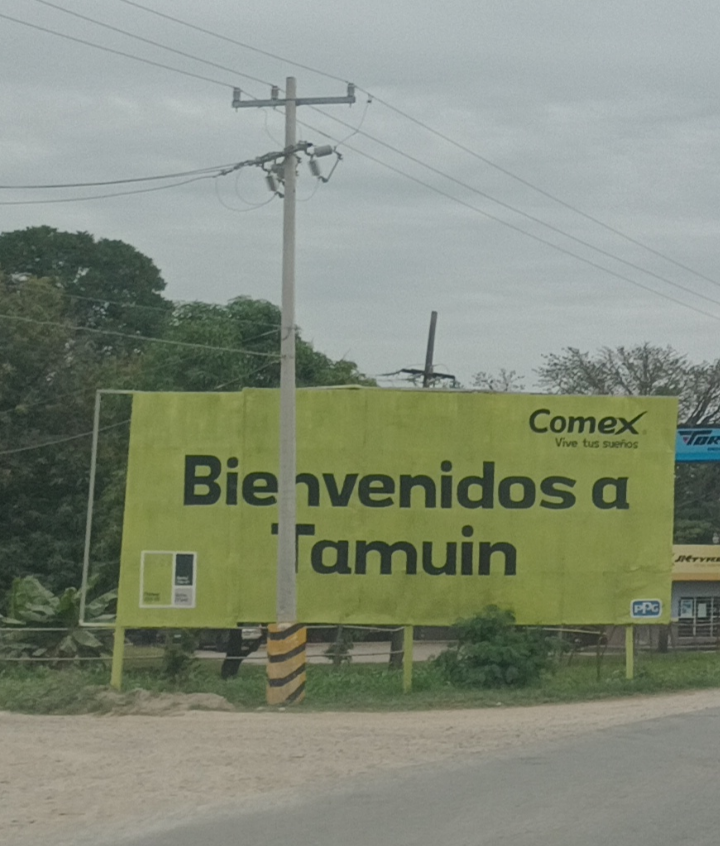 Comex
Vive tus sueños
Bienvenidos a
Tamuin
PPG